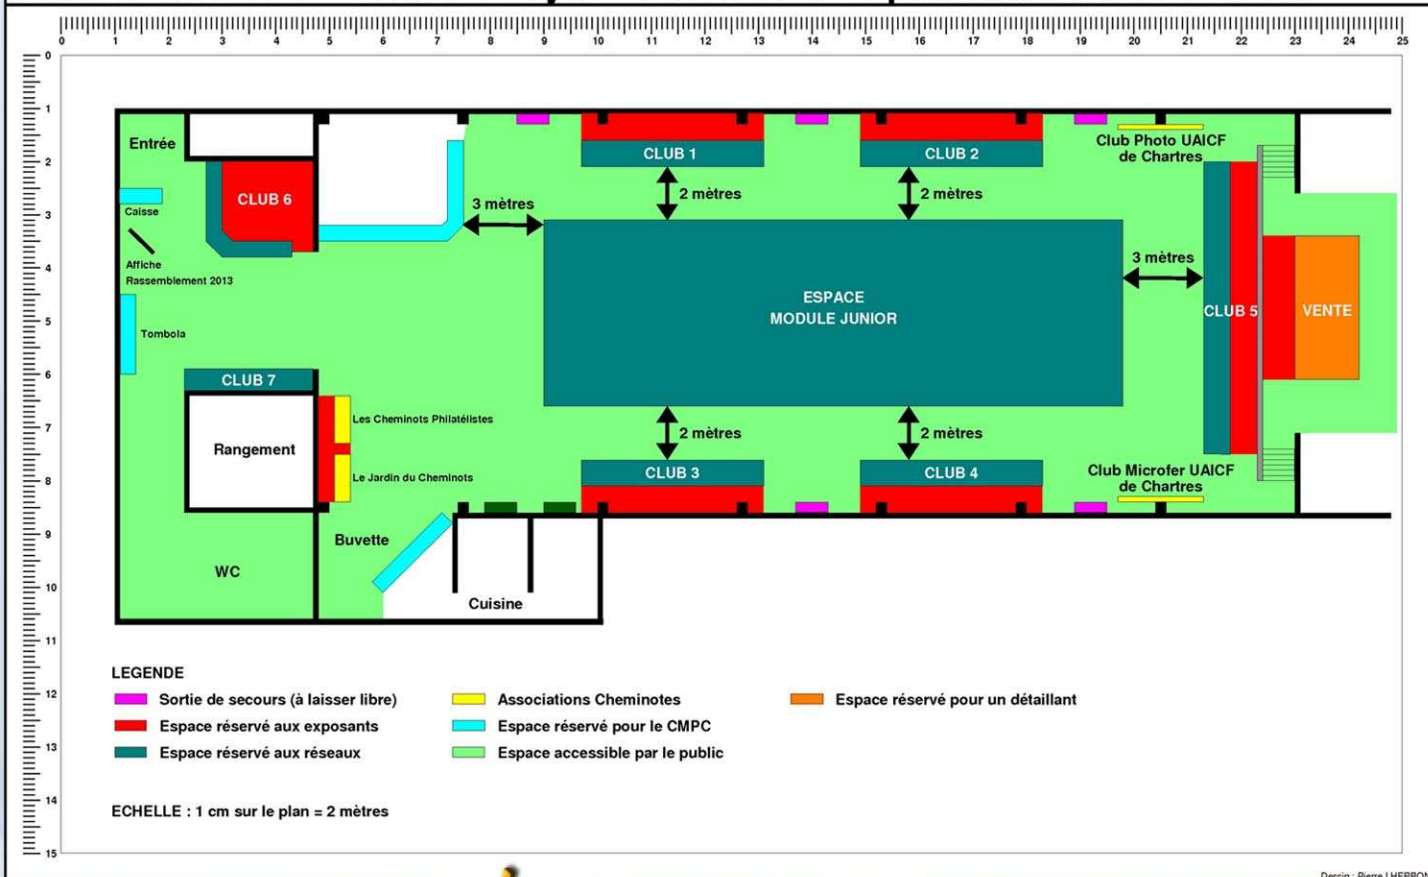 0 1 2 3 4 5 6 7 8 9 10 11 12 13 14 15 16 17 18 19 20 21 22 23 24 25
0
1
2
3
4
5
6
7
8
9
10
11
12
13
14
15
Entrée
CLUB 1
CLUB 2
Club Photo UAICF
de Chartres
2 mètres
2 mètres
CLUB 6
3 mètres
Caisse
Affiche
Rassemblement 2013
3 mètres
ESPACE
MODULE JUNIOR
CLUB 5
VENTE
Tombola
CLUB 7
Les Cheminots Philatélistes
2 mètres
2 mètres
Rangement
Le Jardin du Cheminots
CLUB 3
CLUB 4
Club Microfer UAICF
de Chartres
Buvette
WC
Cuisine
LEGENDE
Sortie de secours (à laisser libre)
Espace réservé aux exposants
Espace réservé aux réseaux
Associations Cheminotes
Espace réservé pour le CMPC
Espace accessible par le public
Espace réservé pour un détaillant
ECHELLE : 1 cm sur le plan = 2 mètres
Dessin : Pierre